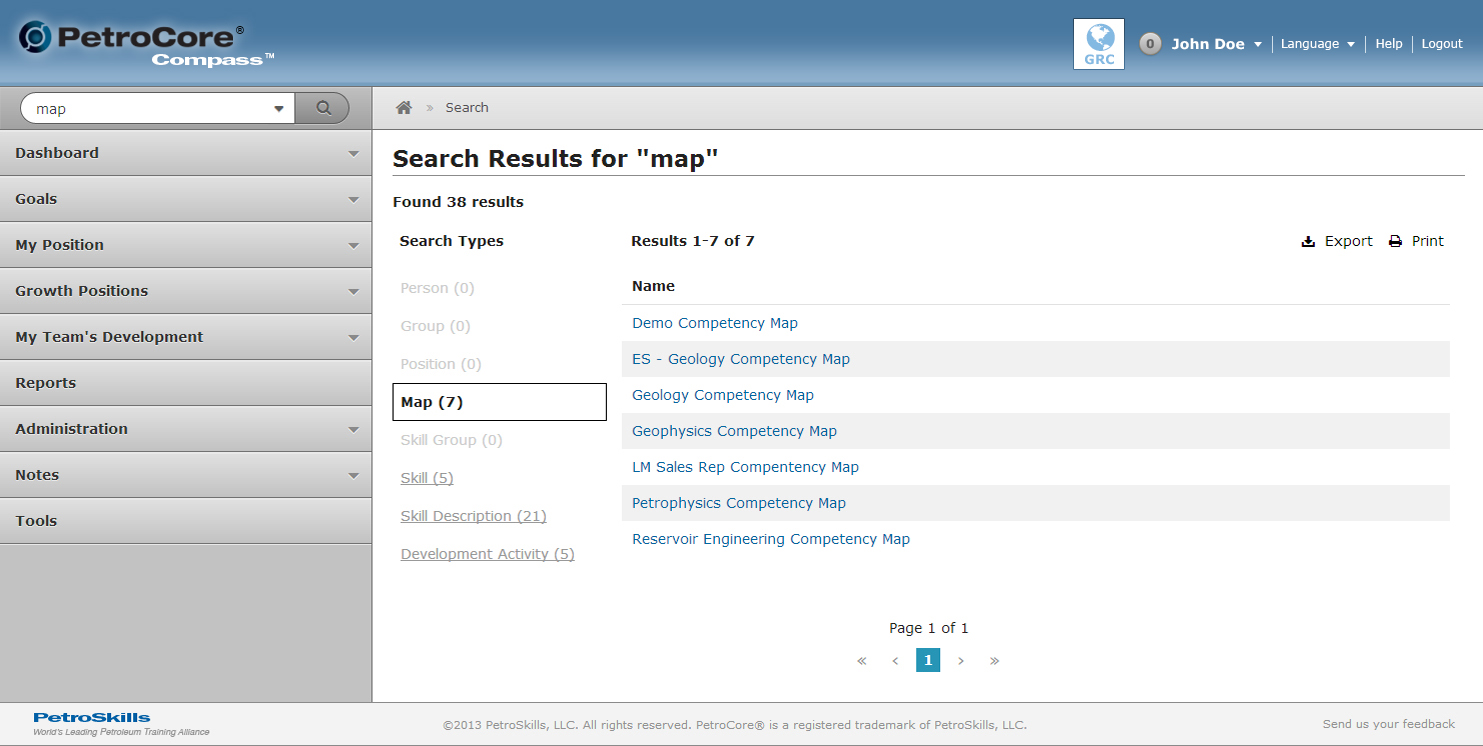 PetroCore®
Compass™
GRC
0 John Doe Language Help Logout
map
» Search
Dashboard
Goals
My Position
Growth Positions
My Team's Development
Reports
Administration
Notes
Tools
Search Results for "map"
Found 38 results
Search Types
Person (0)
Group (0)
Position (0)
Map (7)
Skill Group (0)
Skill (5)
Skill Description (21)
Development Activity (5)
Results 1-7 of 7
Export Print
Name
Demo Competency Map
ES - Geology Competency Map
Geology Competency Map
Geophysics Competency Map
LM Sales Rep Compentency Map
Petrophysics Competency Map
Reservoir Engineering Competency Map
Page 1 of 1
« ‹ 1 › »
PetroSkills
World's Leading Petroleum Training Alliance
©2013 PetroSkills, LLC. All rights reserved. PetroCore® is a registered trademark of PetroSkills, LLC.
Send us your feedback